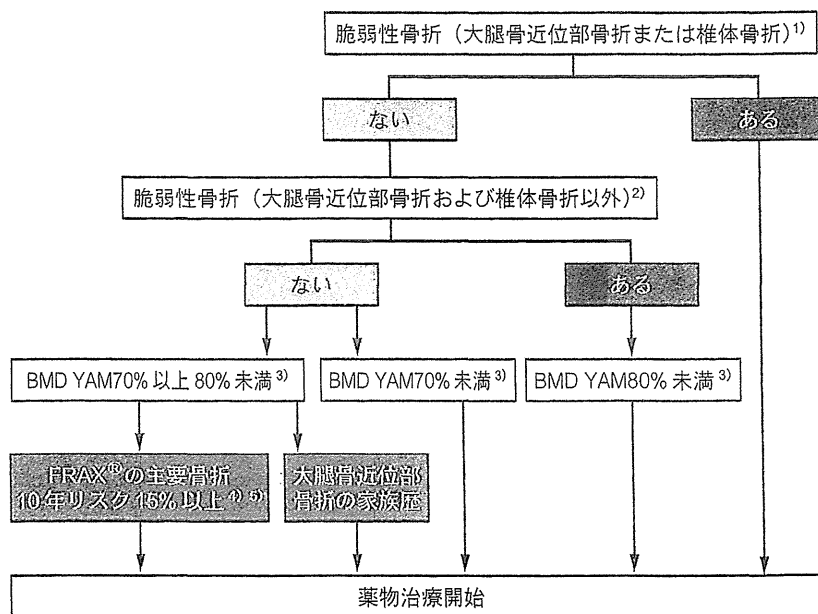 脆弱性骨折（大腿骨近位部骨折または椎体骨折）1)
ない
ある
脆弱性骨折（大腿骨近位部骨折および椎体骨折以外）2)
ない
ある
BMD YAM70%以上80%未満3)
BMD YAM70%未満3)
BMD YAM80%未満3)
FRAX®の主要骨折
10年リスク15%以上4) 5)
大腿骨近位部
骨折の家族歴
薬物治療開始